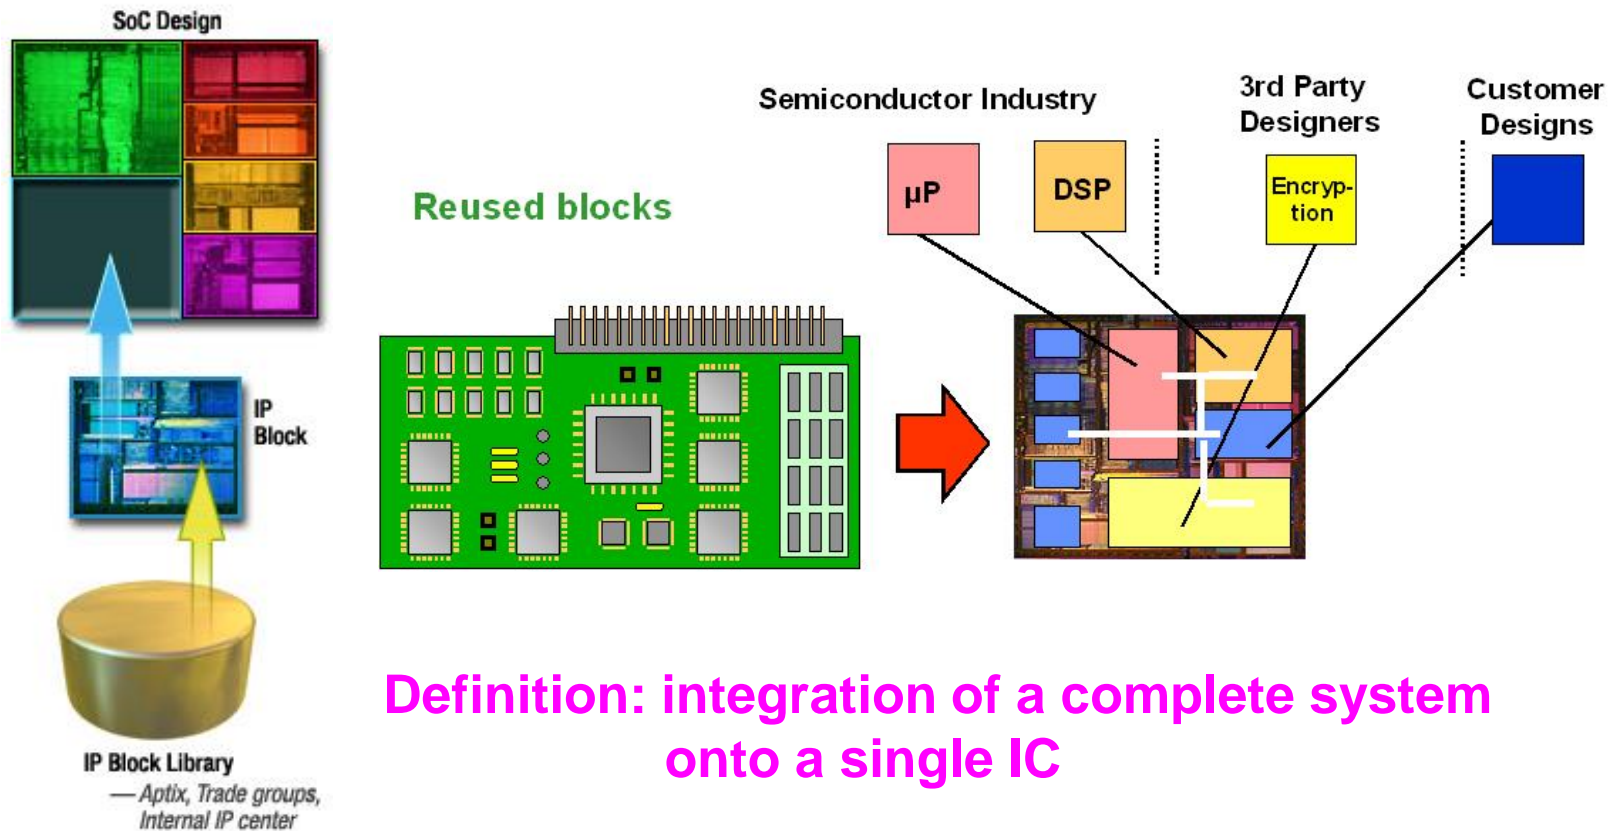 SoC Design
Semiconductor Industry
3rd Party
Designers
Customer
Designs
µP
DSP
Encryp-
tion
Reused blocks
IP
Block
Definition: integration of a complete system
onto a single IC
IP Block Library
— Aptix, Trade groups,
Internal IP center